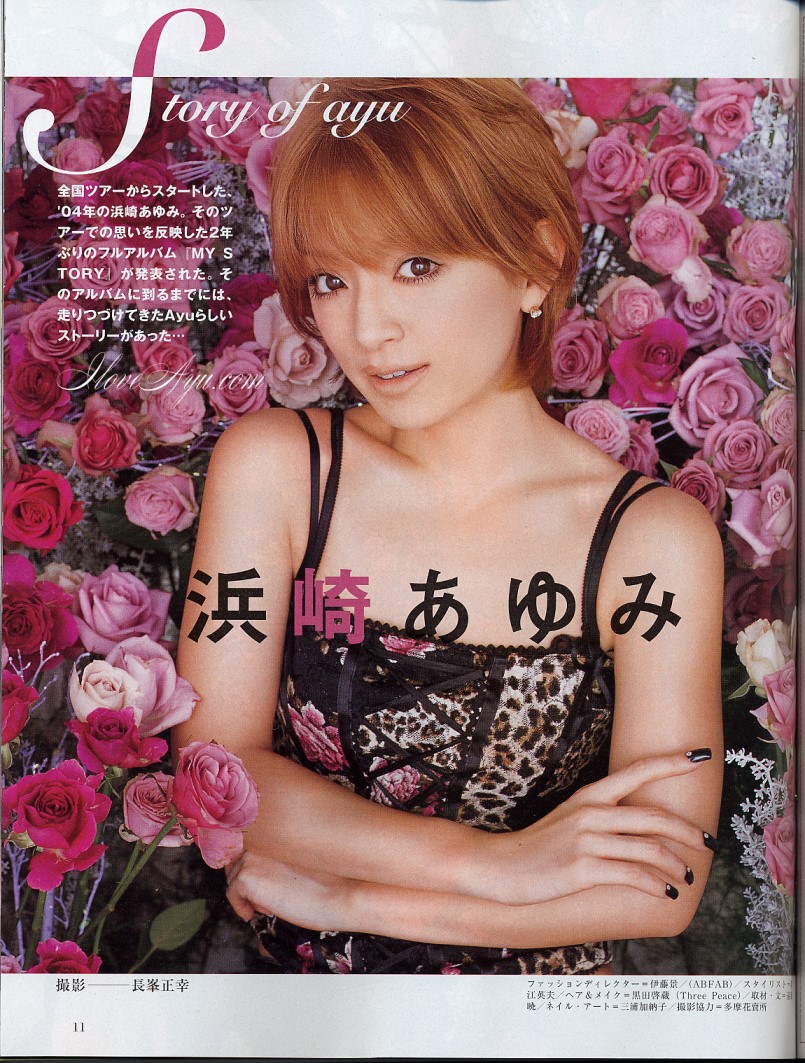 Story of ayu
全国ツアーからスタートした、
'04年の浜崎あゆみ。そのツ
アーでの思いを反映した2年
ぶりのフルアルバム『MY S
TORY』が発表された。そ
のアルバムに到るまでには、
走りつづけてきたAyuらしい
ストーリーがあった…
IloveAyu.com
浜崎あゆみ
撮影――長峯正幸
ファッションディレクター=伊藤景/(ABFAB)/スタイリスト=
江英夫/ヘア&メイク=黒田啓蔵(Three Peace)/取材・文=
暁/ネイル・アート=三浦加納子/撮影協力=多摩花賣所
11